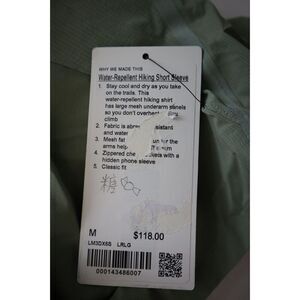 WHY WE MADE THIS
Water-Repellent Hiking Short Sleeve
1. Stay cool and dry as you take
on the trails. This
water-repellent hiking shirt
has large mesh underarm panels
so you don't overheat
climb
2. Fabric is
and water
3. Mesh
arms help
4. Zippered with a
hidden phone sleeve
5. Classic fit
糖
M $118.00
LM3DX6S LRLG
000143486007